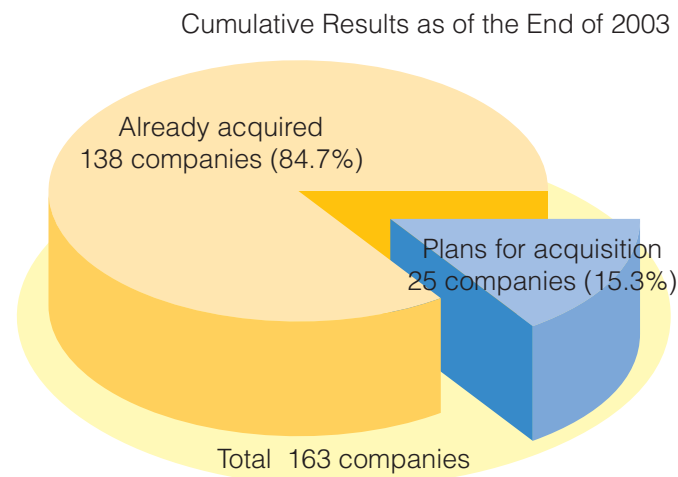 Cumulative Results as of the End of 2003
Already acquired
138 companies (84.7%)
Plans for acquisition
25 companies (15.3%)
Total 163 companies